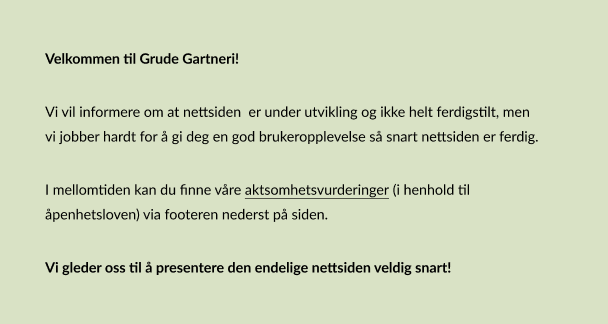 Velkommen til Grude Gartneri!
Vi vil informere om at nettsiden  er under utvikling og ikke helt ferdigstilt, men
vi jobber hardt for å gi deg en god brukeropplevelse så snart nettsiden er ferdig.
I mellomtiden kan du finne våre aktsomhetsvurderinger (i henhold til
åpenhetsloven) via footeren nederst på siden.
Vi gleder oss til å presentere den endelige nettsiden veldig snart!